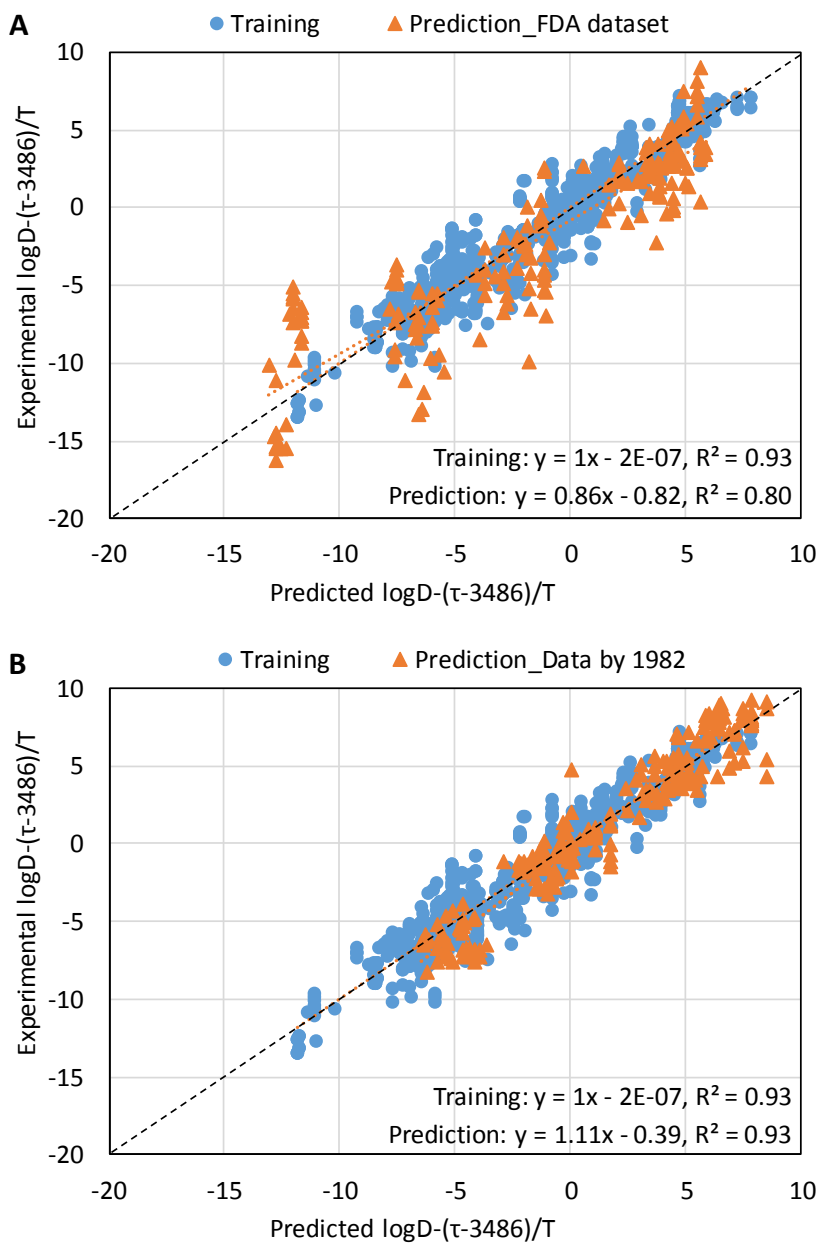 A
Training Prediction_FDA dataset
10
5
0
-5
-10
-15
-20
Experimental logD-(τ-3486)/T
Training: y = 1x - 2E-07, R² = 0.93
Prediction: y = 0.86x - 0.82, R² = 0.80
-20 -15 -10 -5 0 5 10
Predicted logD-(τ-3486)/T
B
Training Prediction_Data by 1982
10
5
0
-5
-10
-15
-20
Experimental logD-(τ-3486)/T
Training: y = 1x - 2E-07, R² = 0.93
Prediction: y = 1.11x - 0.39, R² = 0.93
-20 -15 -10 -5 0 5 10
Predicted logD-(τ-3486)/T